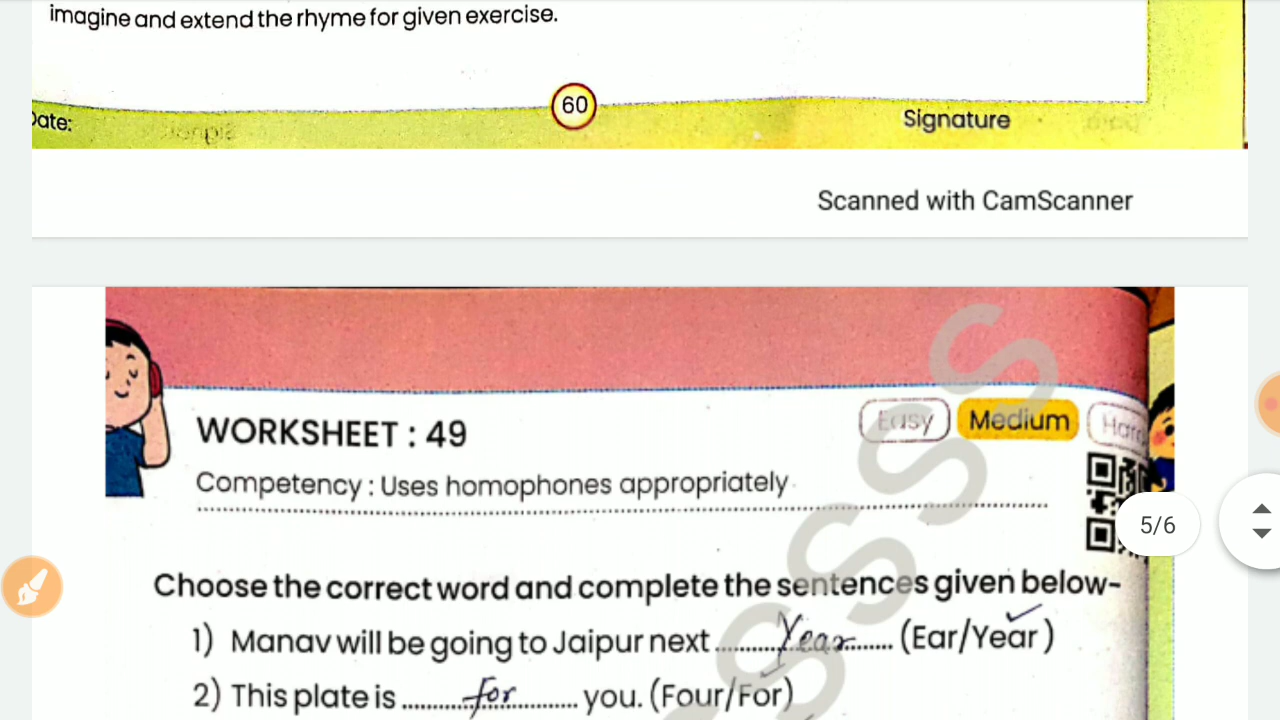 imagine and extend the rhyme for given exercise.
Date:
60
Signature
Scanned with CamScanner
WORKSHEET : 49
Easy Medium Hard
Competency : Uses homophones appropriately
5/6
Choose the correct word and complete the sentences given below-
1) Manav will be going to Jaipur next ..........Year........ (Ear/Year)
2) This plate is ..........for.......... you. (Four/For)